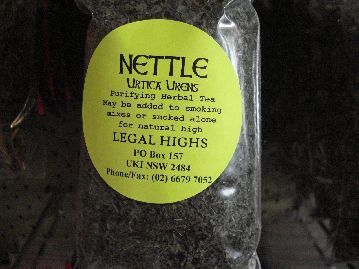 NETTLE
URTICA URENS
Purifying Herbal Tea
May be added to smoking
mixes or smoked alone
for natural high
LEGAL HIGHS
PO Box 157
UKI NSW 2484
Phone/Fax: (02) 6679 7052